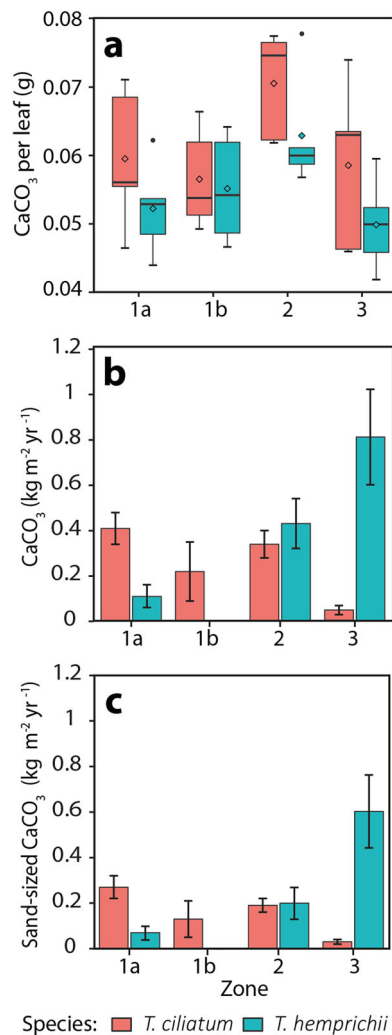 a
CaCO₃ per leaf (g)
0.08
0.07
0.06
0.05
0.04
1a 1b 2 3
b
CaCO₃ (kg m⁻² yr⁻¹)
1.2
1
0.8
0.6
0.4
0.2
0
1a 1b 2 3
c
Sand-sized CaCO₃ (kg m⁻² yr⁻¹)
1.2
1
0.8
0.6
0.4
0.2
0
1a 1b 2 3
Zone
Species: T. ciliatum T. hemprichii